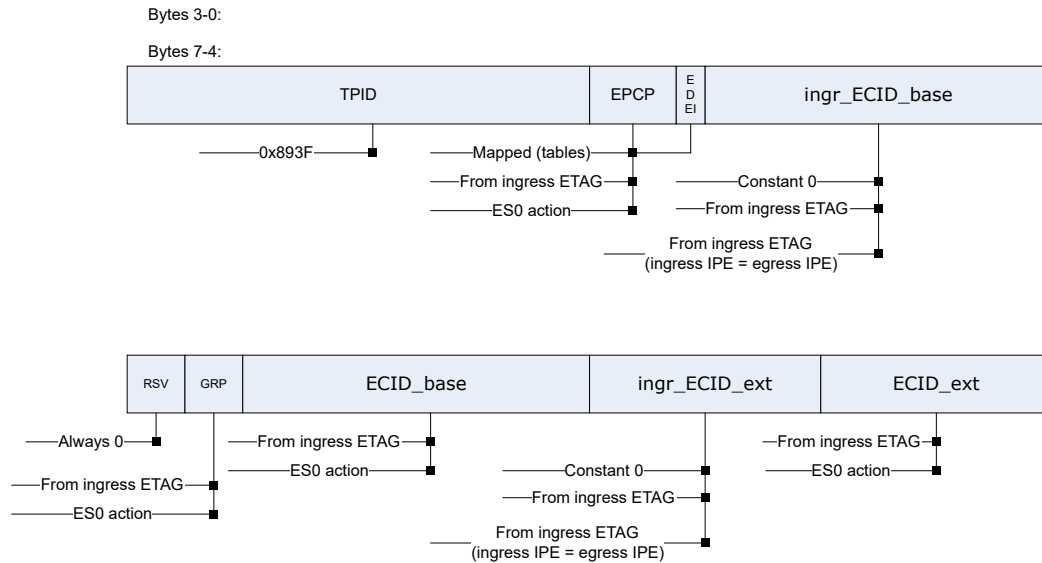 Bytes 3-0:
Bytes 7-4:
TPID
EPCP
E
D
EI
ingr_ECID_base
0x893F
Mapped (tables)
From ingress ETAG
ES0 action
Constant 0
From ingress ETAG
From ingress ETAG
(ingress IPE = egress IPE)
RSV
GRP
ECID_base
ingr_ECID_ext
ECID_ext
Always 0
From ingress ETAG
ES0 action
From ingress ETAG
ES0 action
Constant 0
From ingress ETAG
From ingress ETAG
(ingress IPE = egress IPE)
From ingress ETAG
ES0 action